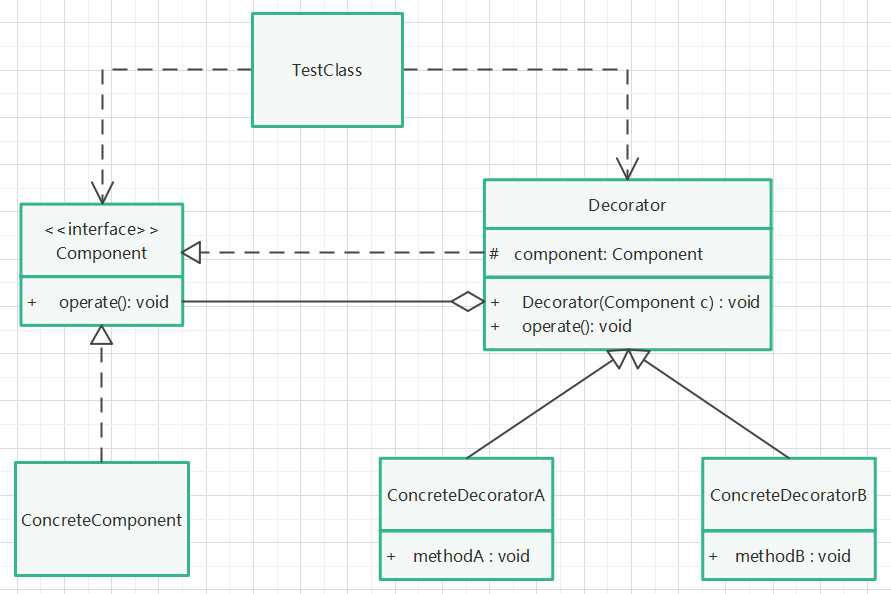 TestClass
<<interface>>
Component
+ operate(): void
Decorator
# component: Component
+ Decorator(Component c) : void
+ operate(): void
ConcreteComponent
ConcreteDecoratorA
+ methodA : void
ConcreteDecoratorB
+ methodB : void